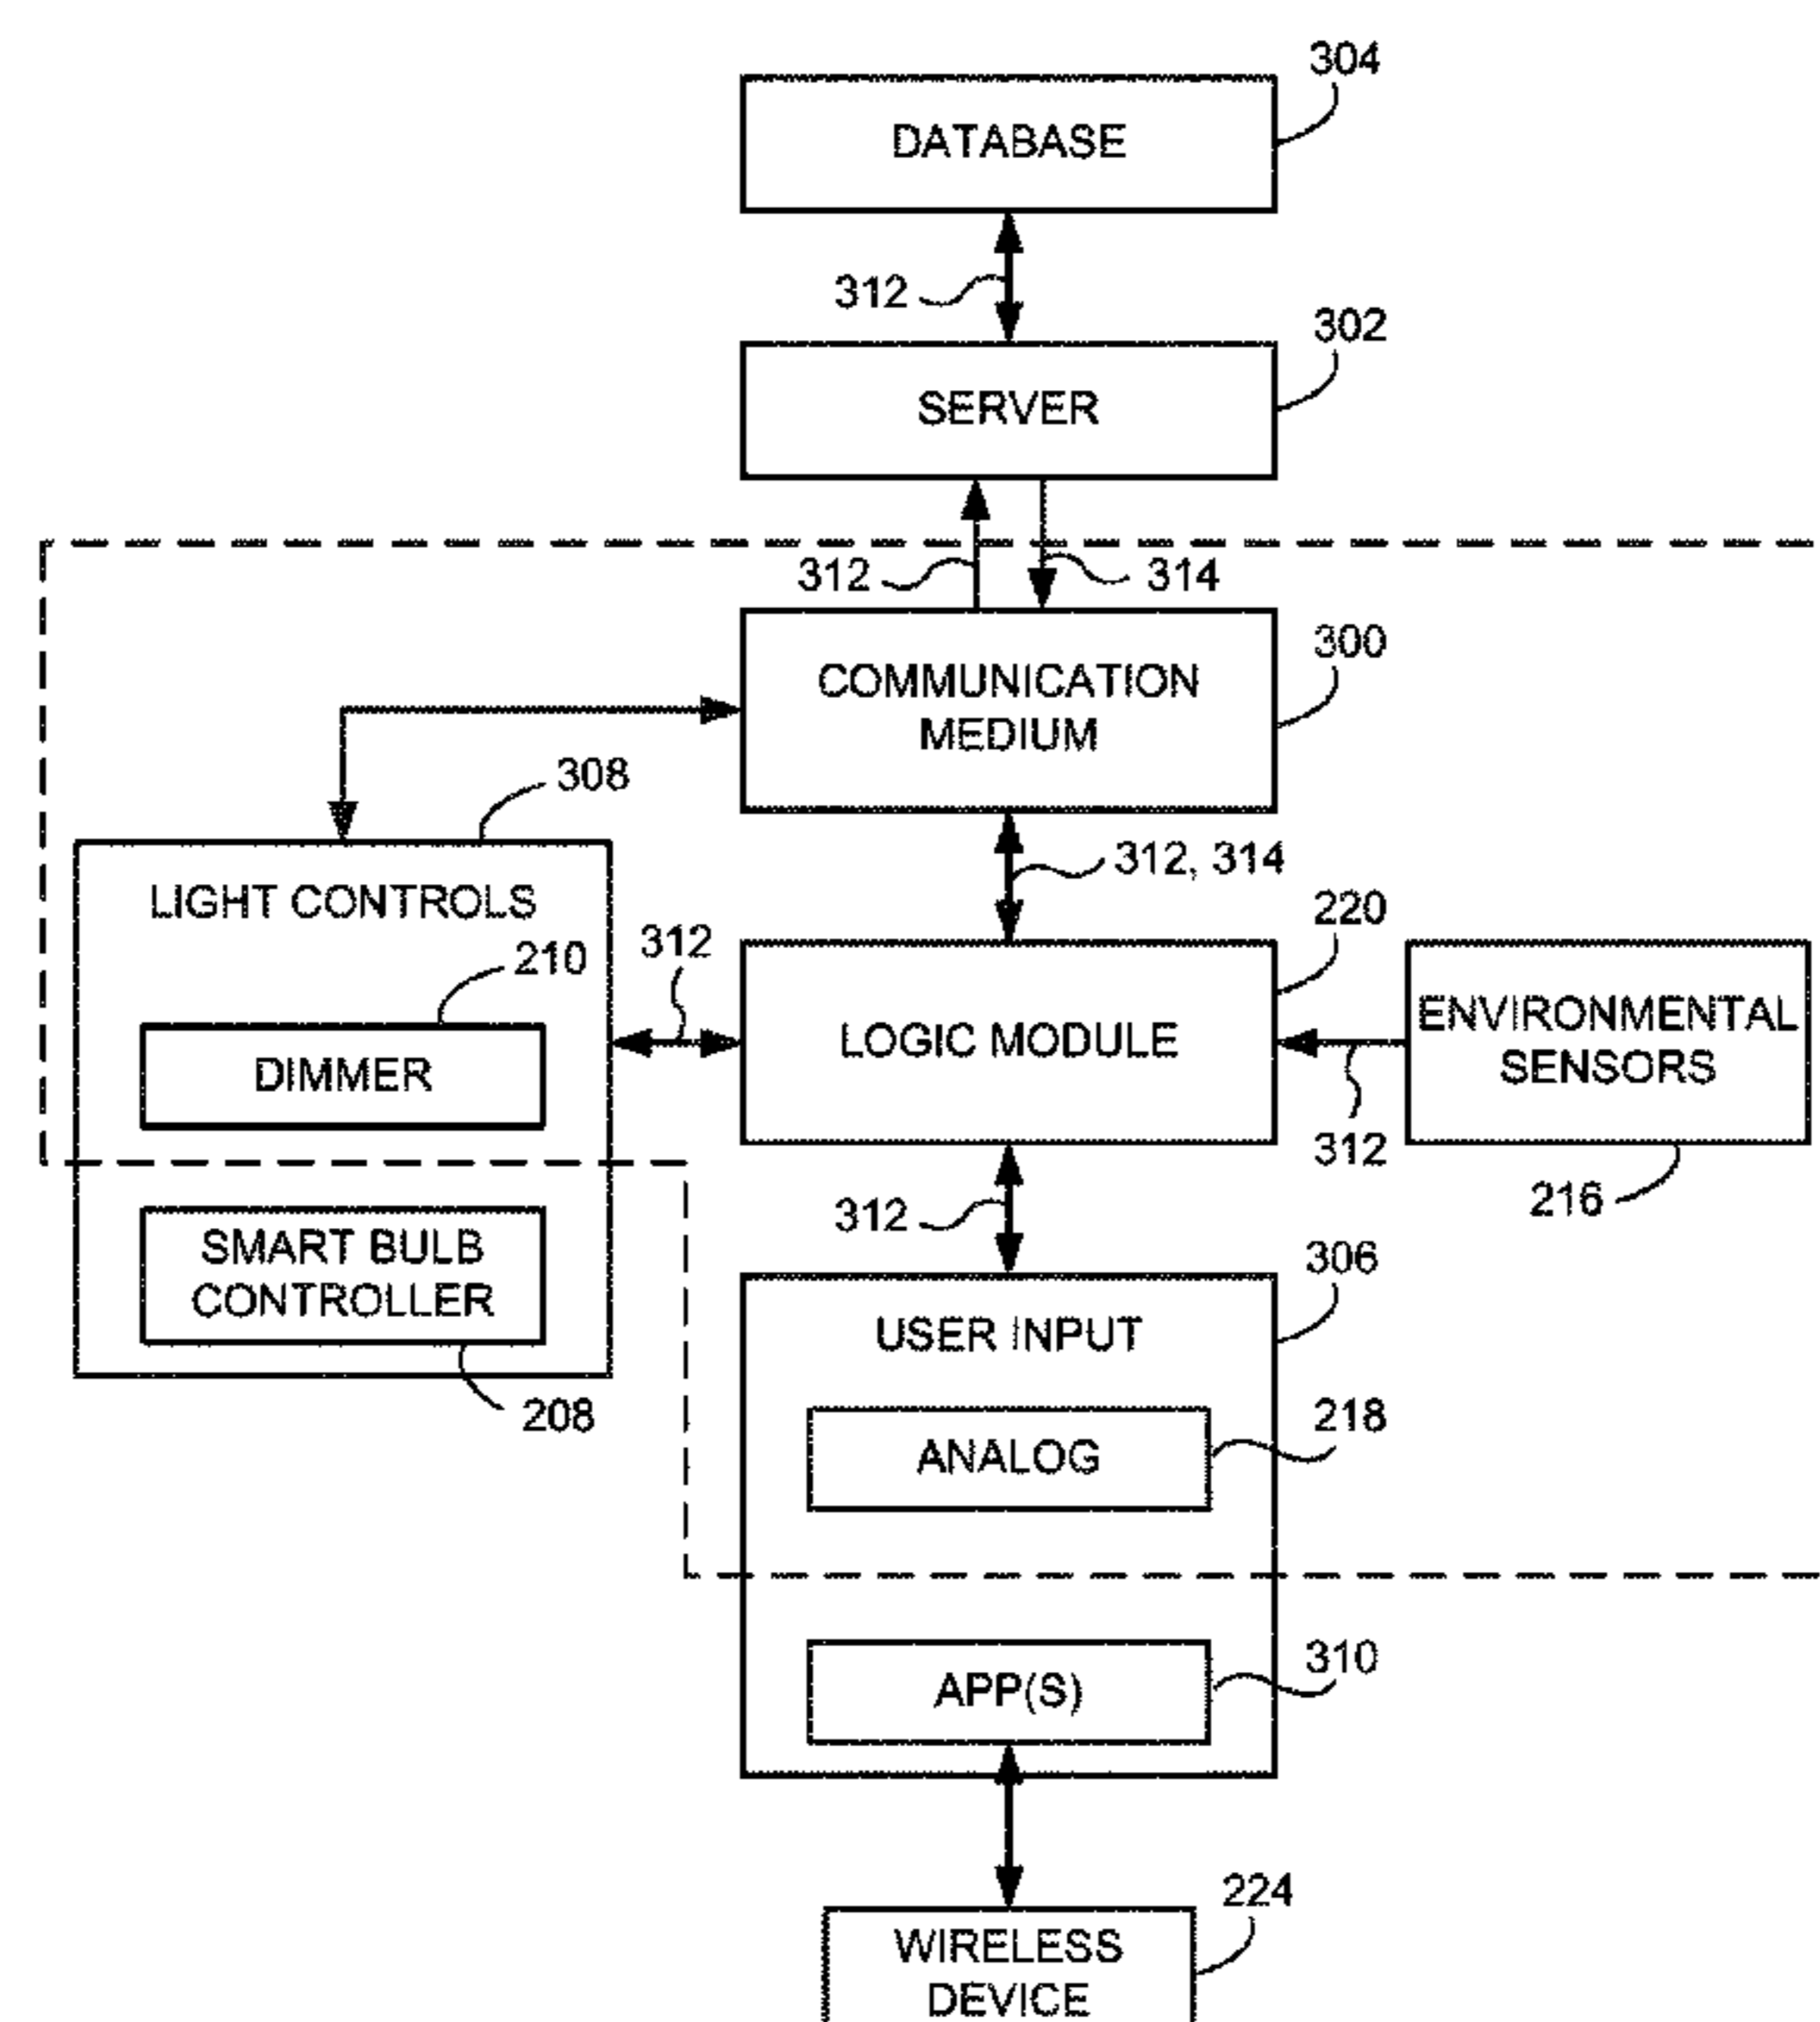 304
DATABASE
312
302
SERVER
312
314
300
COMMUNICATION
MEDIUM
308
312, 314
LIGHT CONTROLS
220
210
312
ENVIRONMENTAL
SENSORS
LOGIC MODULE
DIMMER
312
216
312
306
SMART BULB
CONTROLLER
USER INPUT
208
218
ANALOG
310
APP(S)
224
WIRELESS
DEVICE